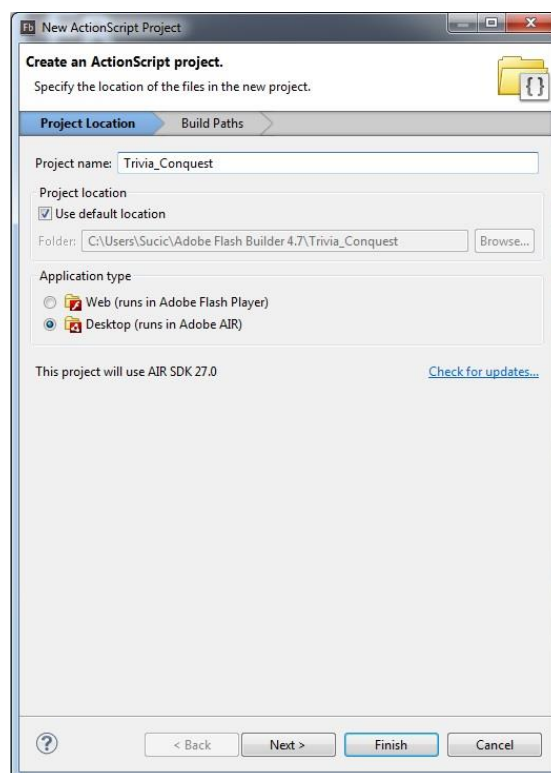 Fb New ActionScript Project
Create an ActionScript project.
Specify the location of the files in the new project.
Project Location Build Paths
Project name: Trivia_Conquest
Project location
Use default location
Folder: C:\Users\Sucic\Adobe Flash Builder 4.7\Trivia_Conquest Browse...
Application type
Web (runs in Adobe Flash Player)
Desktop (runs in Adobe AIR)
This project will use AIR SDK 27.0 Check for updates...
? < Back Next > Finish Cancel